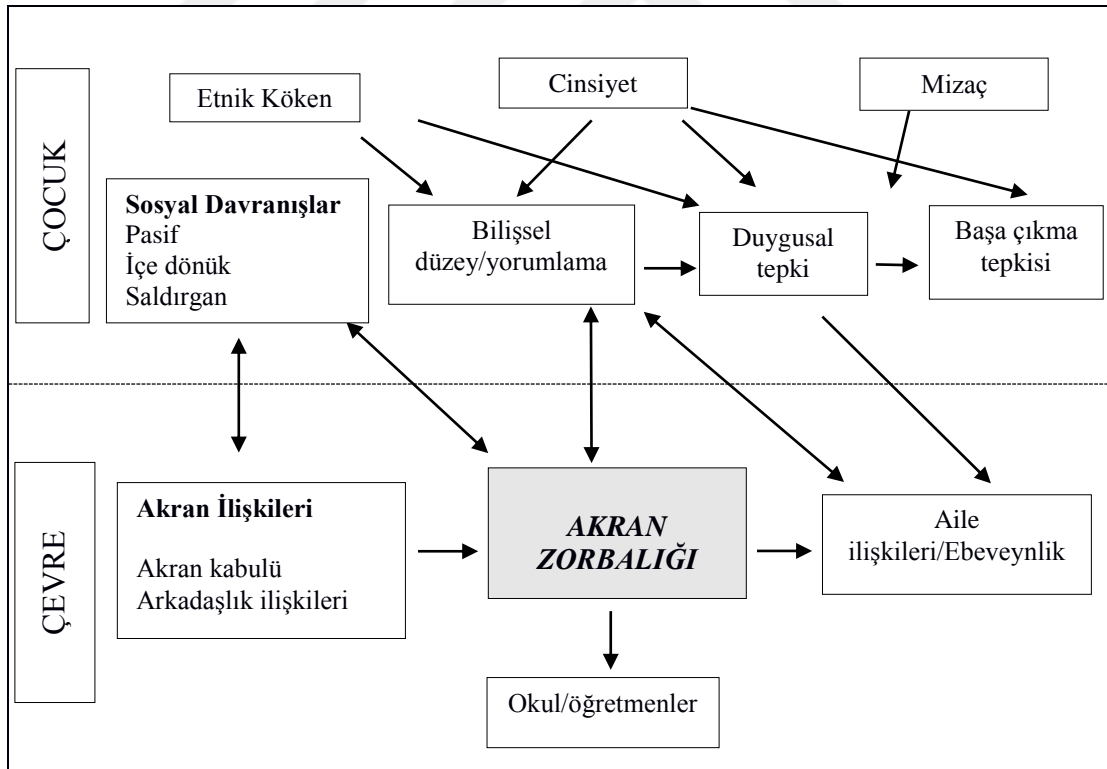 ÇOCUK
Etnik Köken
Cinsiyet
Mizaç
Sosyal Davranışlar
Pasif
İçe dönük
Saldırgan
Bilişsel
düzey/yorumlama
Duygusal
tepki
Başa çıkma
tepkisi
ÇEVRE
Akran İlişkileri
Akran kabulü
Arkadaşlık ilişkileri
AKRAN
ZORBALIĞI
Aile
ilişkileri/Ebeveynlik
Okul/öğretmenler